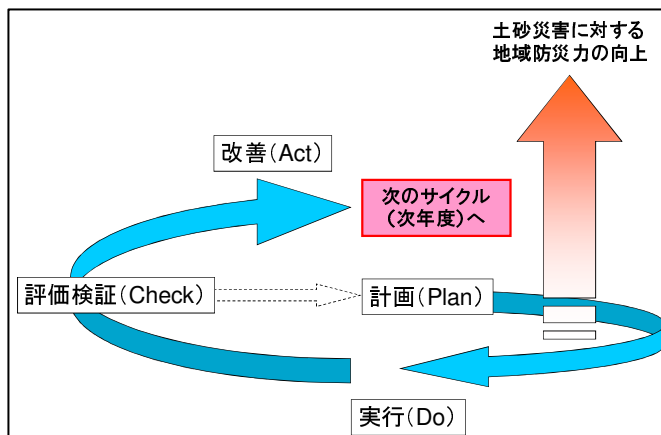 土砂災害に対する
地域防災力の向上
改善（Act）
次のサイクル
（次年度）へ
評価検証（Check）
計画（Plan）
実行（Do）